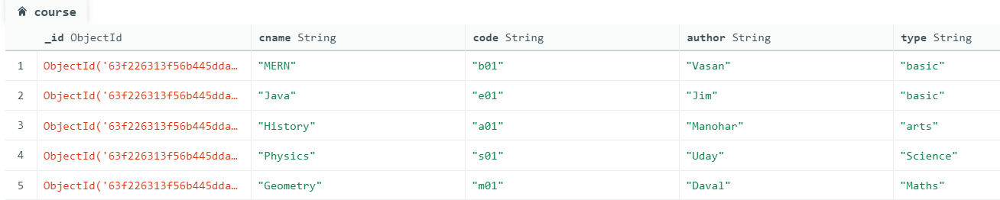 course
_id ObjectId cname String code String author String type String
1 ObjectId('63f226313f56b445dda… "MERN" "b01" "Vasan" "basic"
2 ObjectId('63f226313f56b445dda… "Java" "e01" "Jim" "basic"
3 ObjectId('63f226313f56b445dda… "History" "a01" "Manohar" "arts"
4 ObjectId('63f226313f56b445dda… "Physics" "s01" "Uday" "Science"
5 ObjectId('63f226313f56b445dda… "Geometry" "m01" "Daval" "Maths"